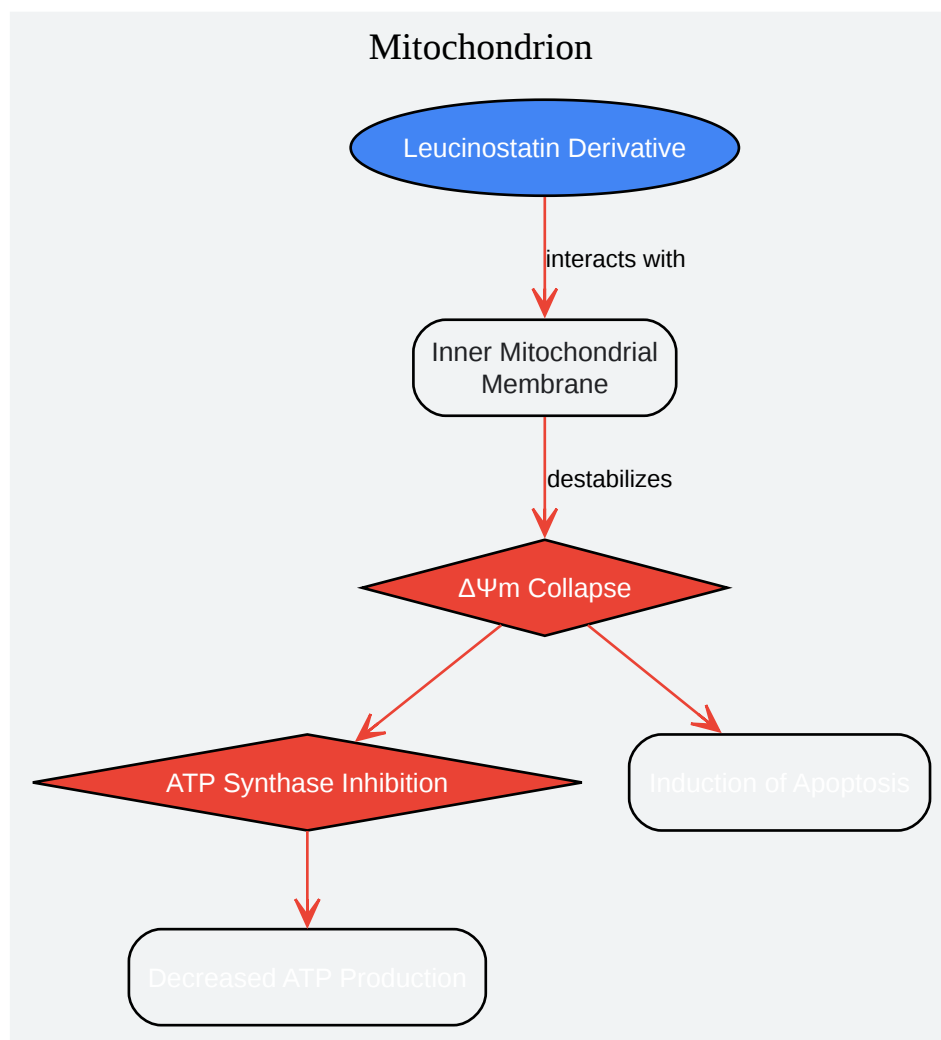 Mitochondrion
Leucinostatin Derivative
interacts with
Inner Mitochondrial
Membrane
destabilizes
ΔΨm Collapse
ATP Synthase Inhibition
Induction of Apoptosis
Decreased ATP Production